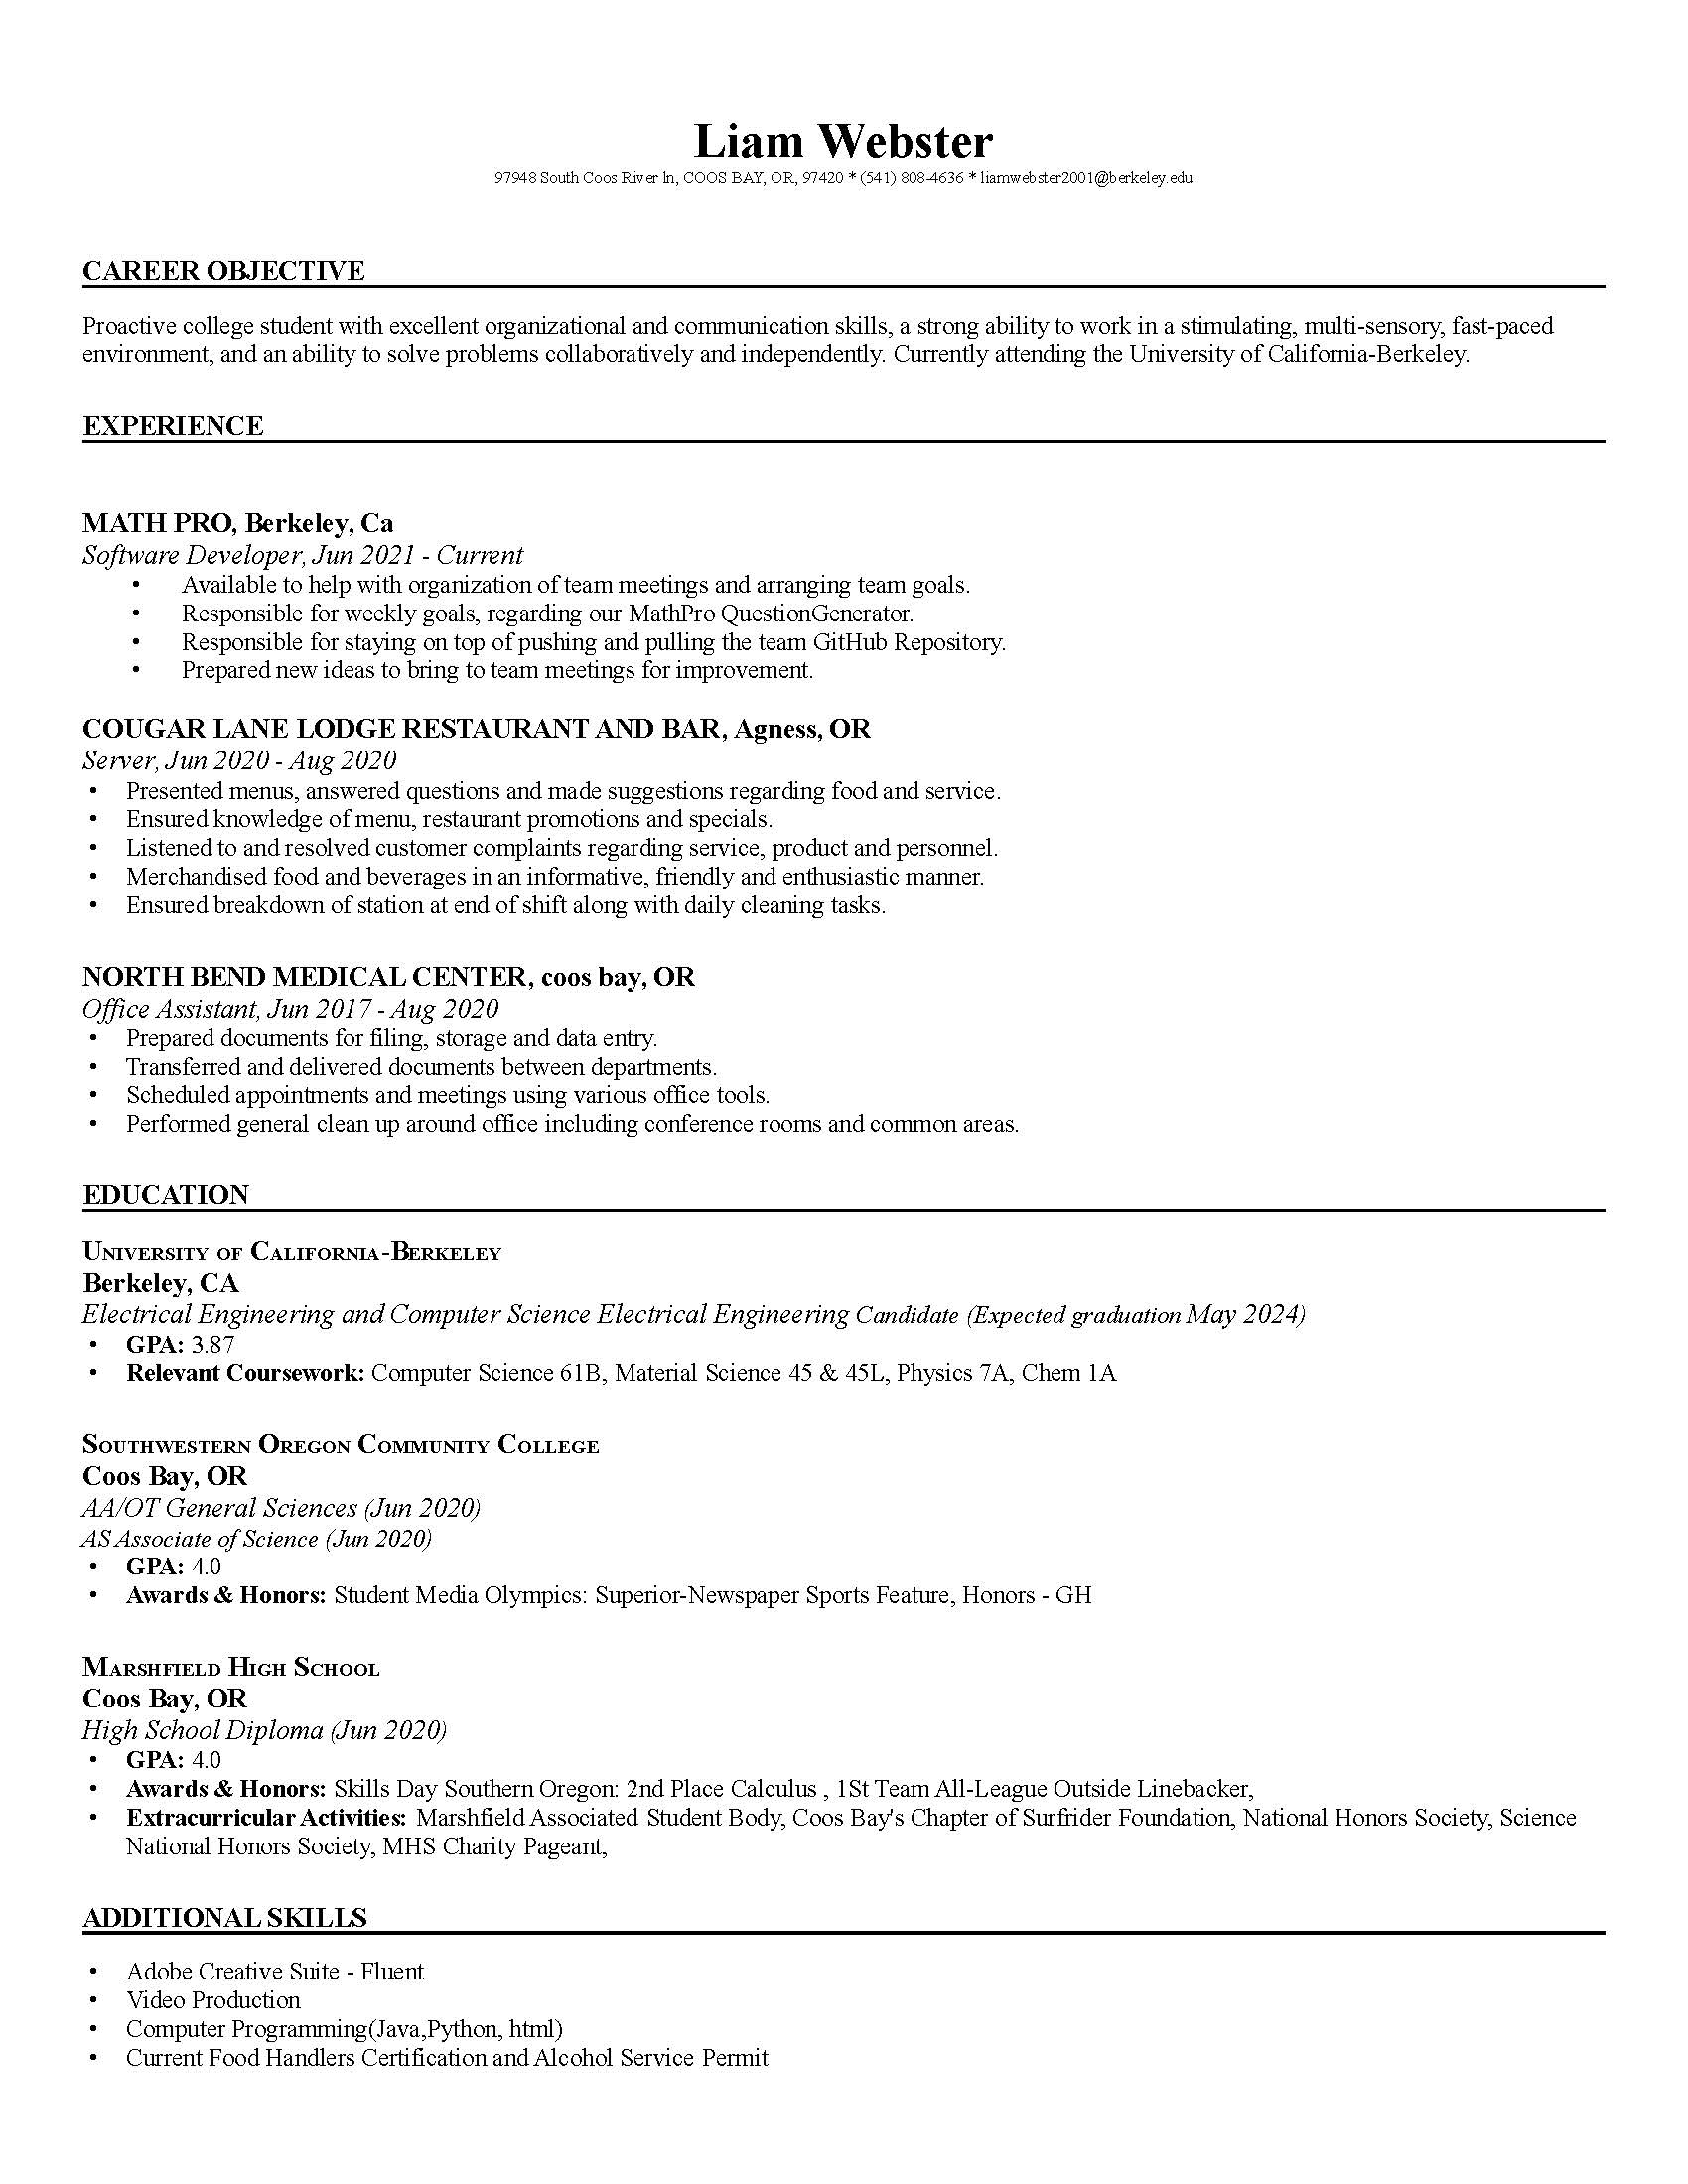 Liam Webster
97948 South Coos River ln, COOS BAY, OR, 97420 * (541) 808-4636 * liamwebster2001@berkeley.edu
CAREER OBJECTIVE
Proactive college student with excellent organizational and communication skills, a strong ability to work in a stimulating, multi-sensory, fast-paced
environment, and an ability to solve problems collaboratively and independently. Currently attending the University of California-Berkeley.
EXPERIENCE
MATH PRO, Berkeley, Ca
Software Developer, Jun 2021 - Current
• Available to help with organization of team meetings and arranging team goals.
• Responsible for weekly goals, regarding our MathPro QuestionGenerator.
• Responsible for staying on top of pushing and pulling the team GitHub Repository.
• Prepared new ideas to bring to team meetings for improvement.
COUGAR LANE LODGE RESTAURANT AND BAR, Agness, OR
Server, Jun 2020 - Aug 2020
• Presented menus, answered questions and made suggestions regarding food and service.
• Ensured knowledge of menu, restaurant promotions and specials.
• Listened to and resolved customer complaints regarding service, product and personnel.
• Merchandised food and beverages in an informative, friendly and enthusiastic manner.
• Ensured breakdown of station at end of shift along with daily cleaning tasks.
NORTH BEND MEDICAL CENTER, coos bay, OR
Office Assistant, Jun 2017 - Aug 2020
• Prepared documents for filing, storage and data entry.
• Transferred and delivered documents between departments.
• Scheduled appointments and meetings using various office tools.
• Performed general clean up around office including conference rooms and common areas.
EDUCATION
University of California-Berkeley
Berkeley, CA
Electrical Engineering and Computer Science Electrical Engineering Candidate (Expected graduation May 2024)
• GPA: 3.87
• Relevant Coursework: Computer Science 61B, Material Science 45 & 45L, Physics 7A, Chem 1A
Southwestern Oregon Community College
Coos Bay, OR
AA/OT General Sciences (Jun 2020)
AS Associate of Science (Jun 2020)
• GPA: 4.0
• Awards & Honors: Student Media Olympics: Superior-Newspaper Sports Feature, Honors - GH
Marshfield High School
Coos Bay, OR
High School Diploma (Jun 2020)
• GPA: 4.0
• Awards & Honors: Skills Day Southern Oregon: 2nd Place Calculus , 1St Team All-League Outside Linebacker,
• Extracurricular Activities: Marshfield Associated Student Body, Coos Bay's Chapter of Surfrider Foundation, National Honors Society, Science
National Honors Society, MHS Charity Pageant,
ADDITIONAL SKILLS
• Adobe Creative Suite - Fluent
• Video Production
• Computer Programming(Java,Python, html)
• Current Food Handlers Certification and Alcohol Service Permit